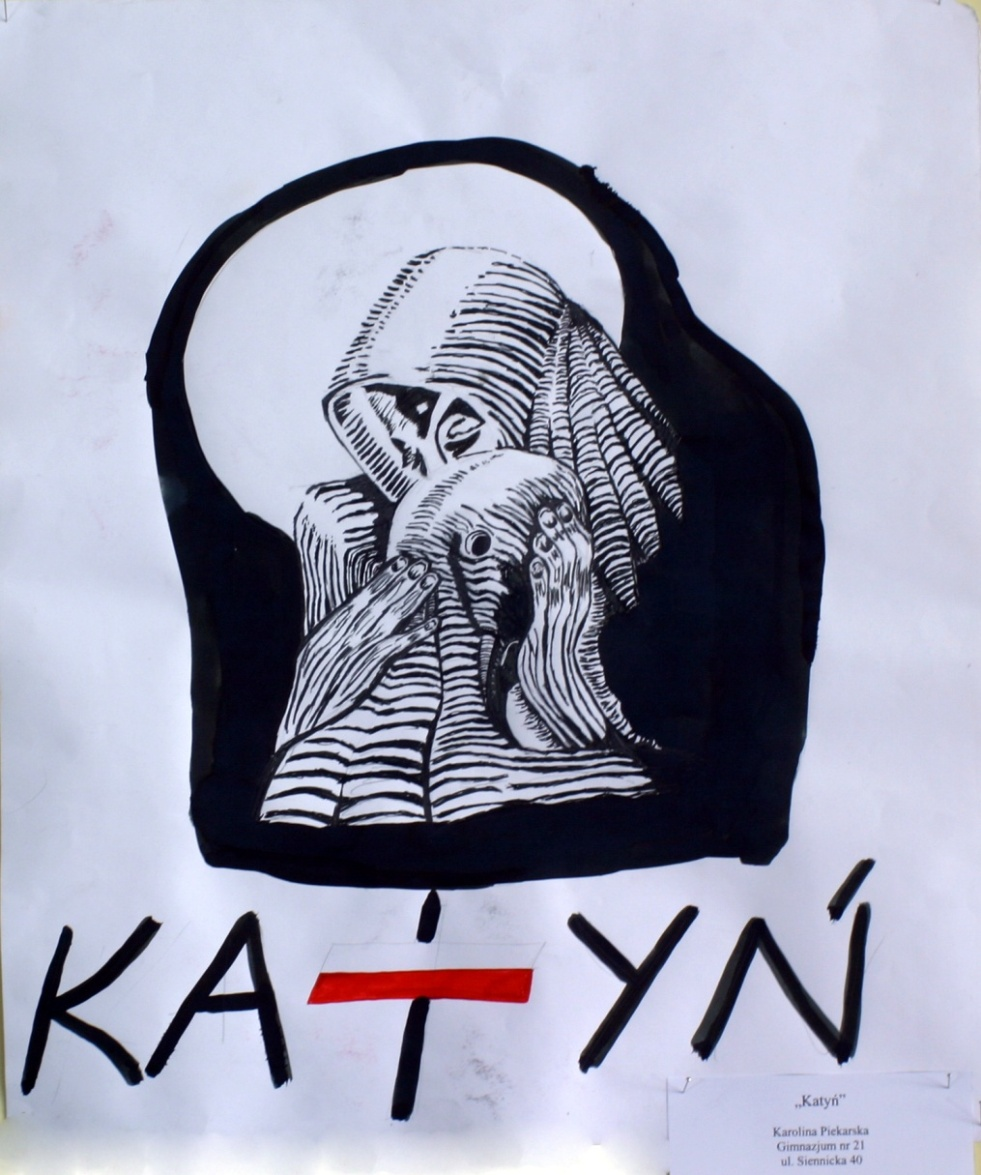 KATYŃ
„Katyń”
Karolina Piekarska
Gimnazjum nr 21
ul. Siennicka 40